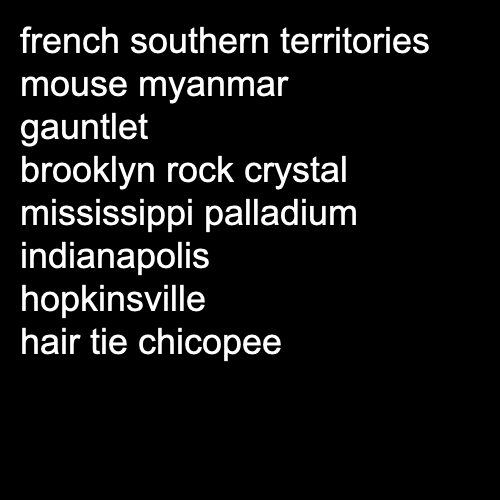 french southern territories
mouse myanmar
gauntlet
brooklyn rock crystal
mississippi palladium
indianapolis
hopkinsville
hair tie chicopee